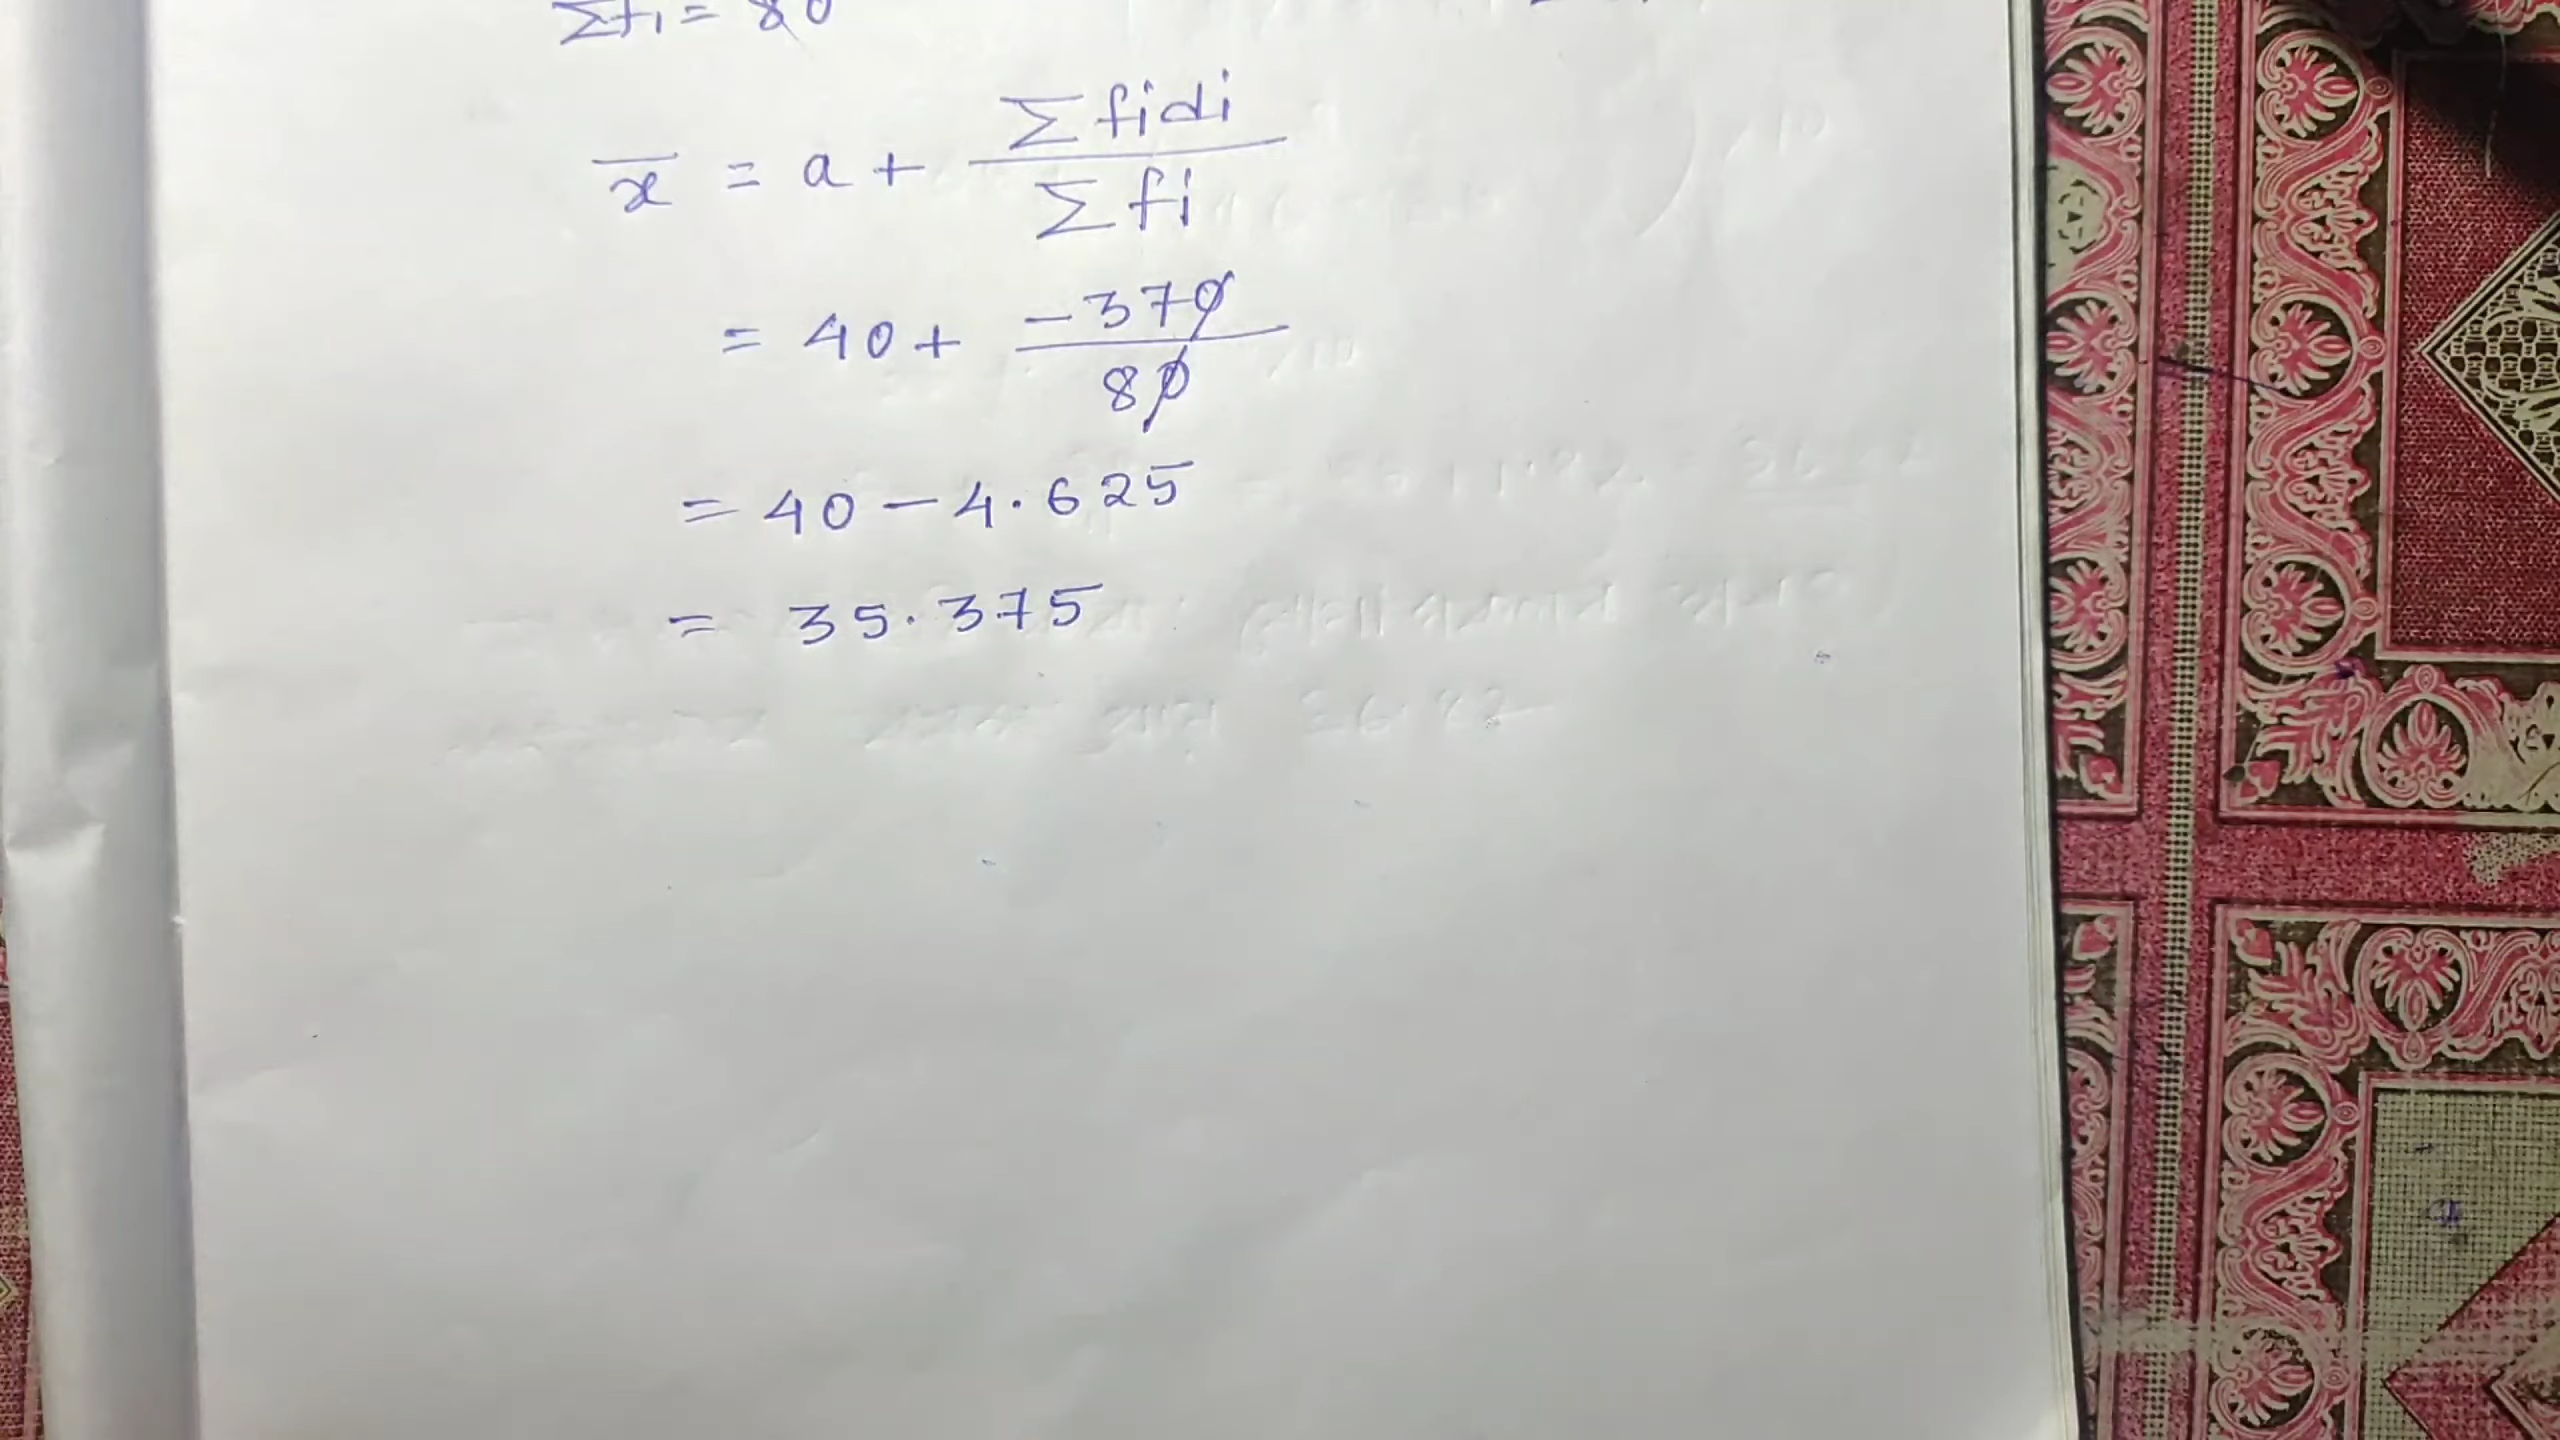 Σfi = 80
x̄ = a + Σfidi / Σfi
= 40 + -370 / 80
= 40 - 4.625
= 35.375